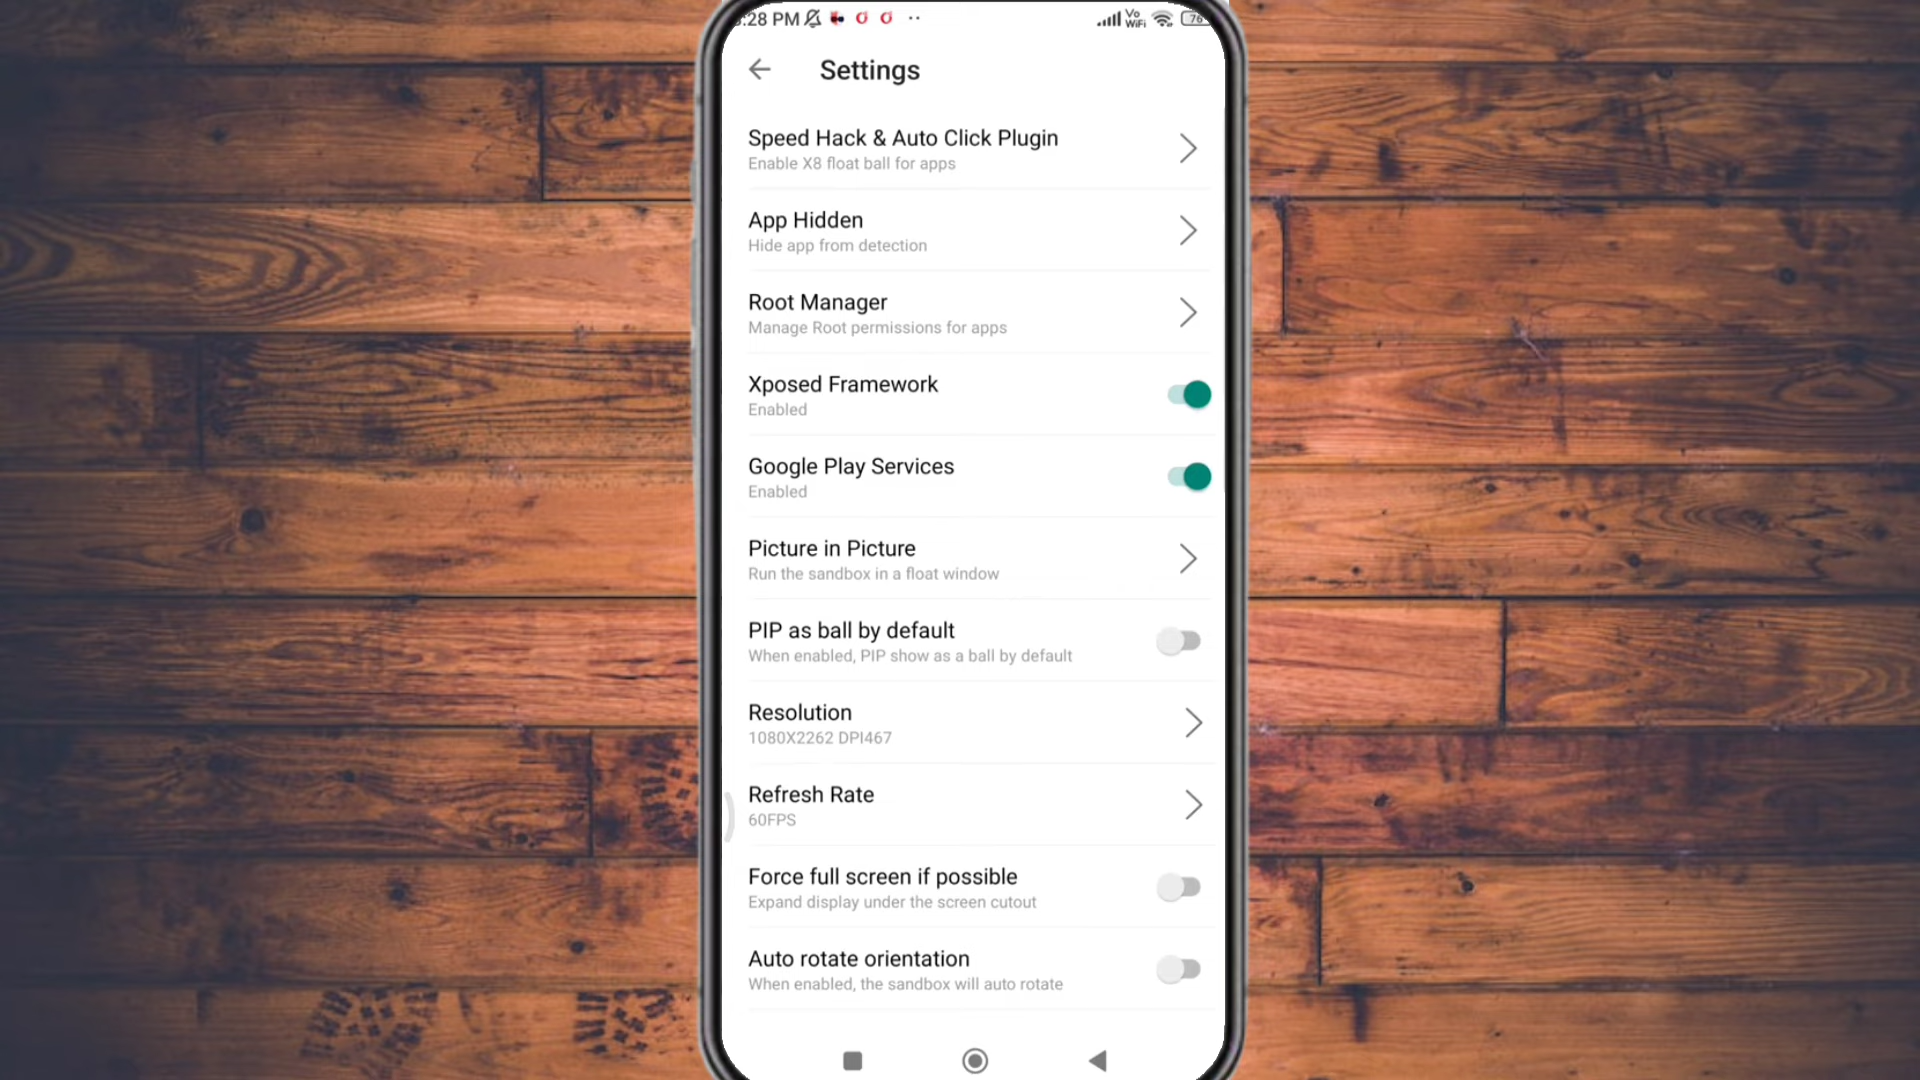 :28 PM
Vo
WiFi
76
Settings
Speed Hack & Auto Click Plugin
Enable X8 float ball for apps
App Hidden
Hide app from detection
Root Manager
Manage Root permissions for apps
Xposed Framework
Enabled
Google Play Services
Enabled
Picture in Picture
Run the sandbox in a float window
PIP as ball by default
When enabled, PIP show as a ball by default
Resolution
1080X2262 DPI467
Refresh Rate
60FPS
Force full screen if possible
Expand display under the screen cutout
Auto rotate orientation
When enabled, the sandbox will auto rotate